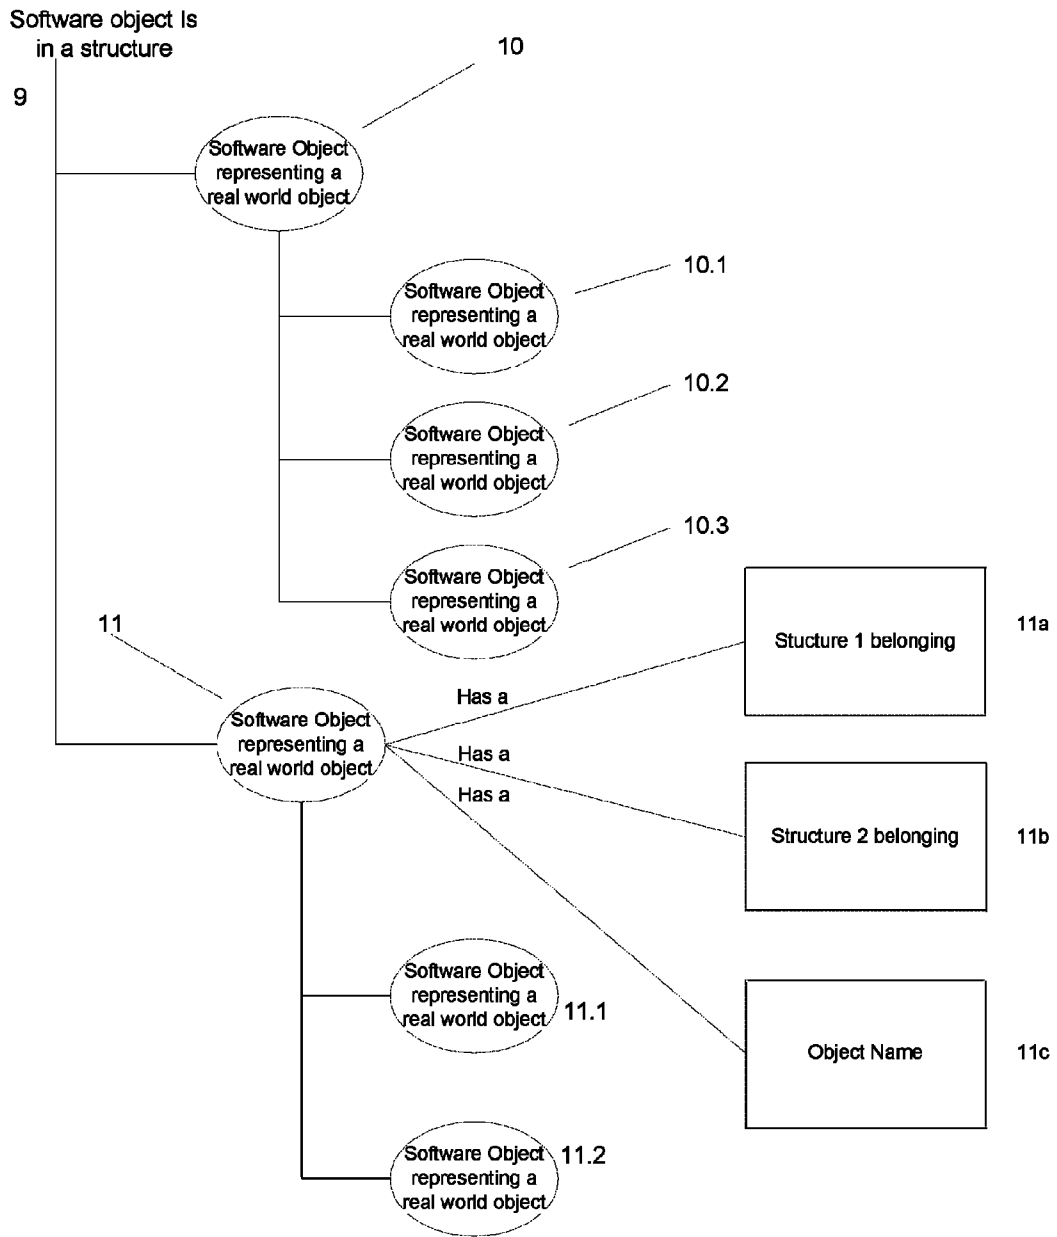 Software object Is
in a structure
9
10
Software Object
representing a
real world object
10.1
Software Object
representing a
real world object
10.2
Software Object
representing a
real world object
10.3
Software Object
representing a
real world object
11
Software Object
representing a
real world object
Has a
Has a
Has a
Stucture 1 belonging
11a
Structure 2 belonging
11b
Object Name
11c
Software Object
representing a
real world object
11.1
Software Object
representing a
real world object
11.2